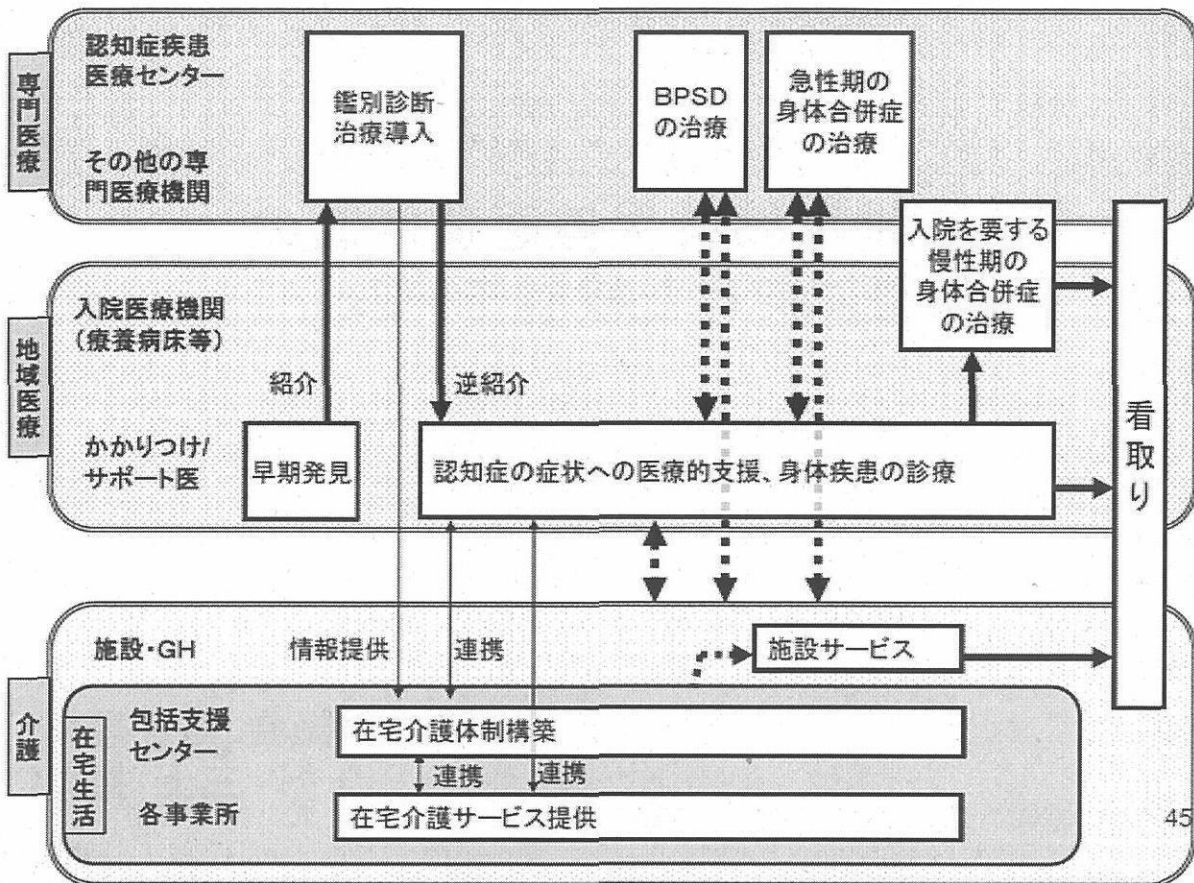 専門医療
認知症疾患
医療センター
その他の専
門医療機関
鑑別診断
治療導入
BPSD
の治療
急性期の
身体合併症
の治療
地域医療
入院医療機関
(療養病床等)
かかりつけ/
サポート医
紹介
逆紹介
早期発見
認知症の症状への医療的支援、身体疾患の診療
入院を要する
慢性期の
身体合併症
の治療
看取り
介護
施設・GH
情報提供
連携
施設サービス
在宅生活
包括支援
センター
在宅介護体制構築
連携
連携
各事業所
在宅介護サービス提供
45